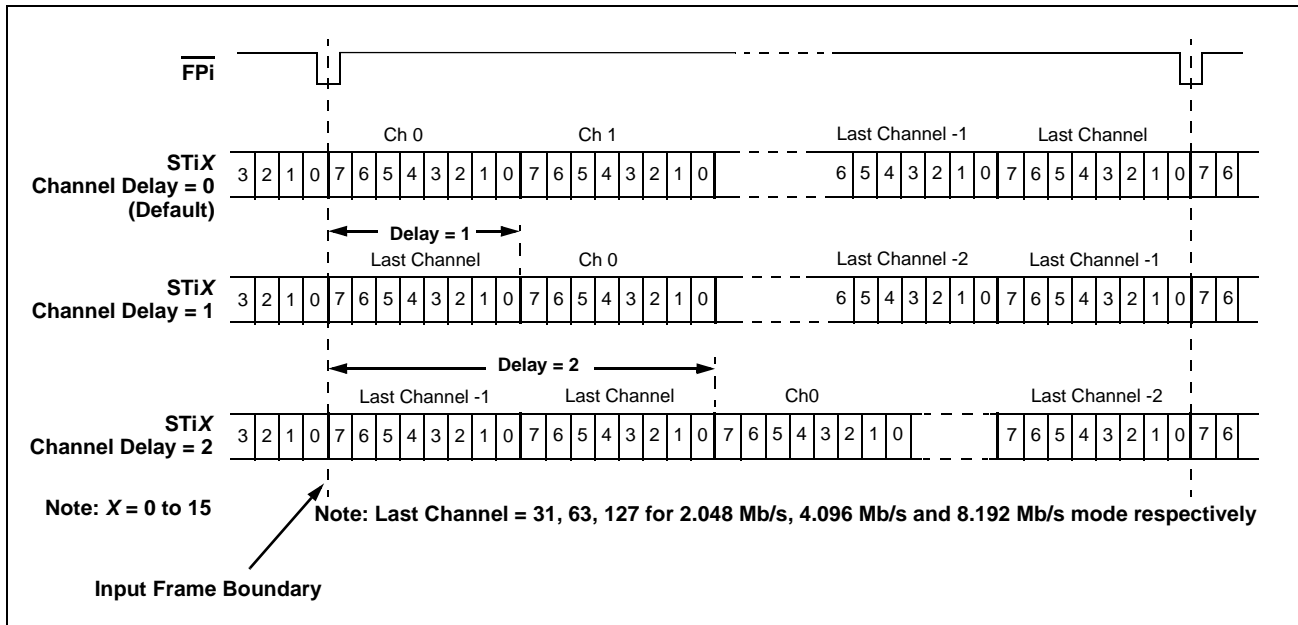 FPi
Ch 0 Ch 1 Last Channel -1 Last Channel
STiX
Channel Delay = 0
(Default)
3 2 1 0 7 6 5 4 3 2 1 0 7 6 5 4 3 2 1 0 6 5 4 3 2 1 0 7 6 5 4 3 2 1 0 7 6
Delay = 1
Last Channel Ch 0 Last Channel -2 Last Channel -1
STiX
Channel Delay = 1
3 2 1 0 7 6 5 4 3 2 1 0 7 6 5 4 3 2 1 0 6 5 4 3 2 1 0 7 6 5 4 3 2 1 0 7 6
Delay = 2
Last Channel -1 Last Channel Ch0 Last Channel -2
STiX
Channel Delay = 2
3 2 1 0 7 6 5 4 3 2 1 0 7 6 5 4 3 2 1 0 7 6 5 4 3 2 1 0 7 6 5 4 3 2 1 0 7 6
Note: X = 0 to 15
Note: Last Channel = 31, 63, 127 for 2.048 Mb/s, 4.096 Mb/s and 8.192 Mb/s mode respectively
Input Frame Boundary